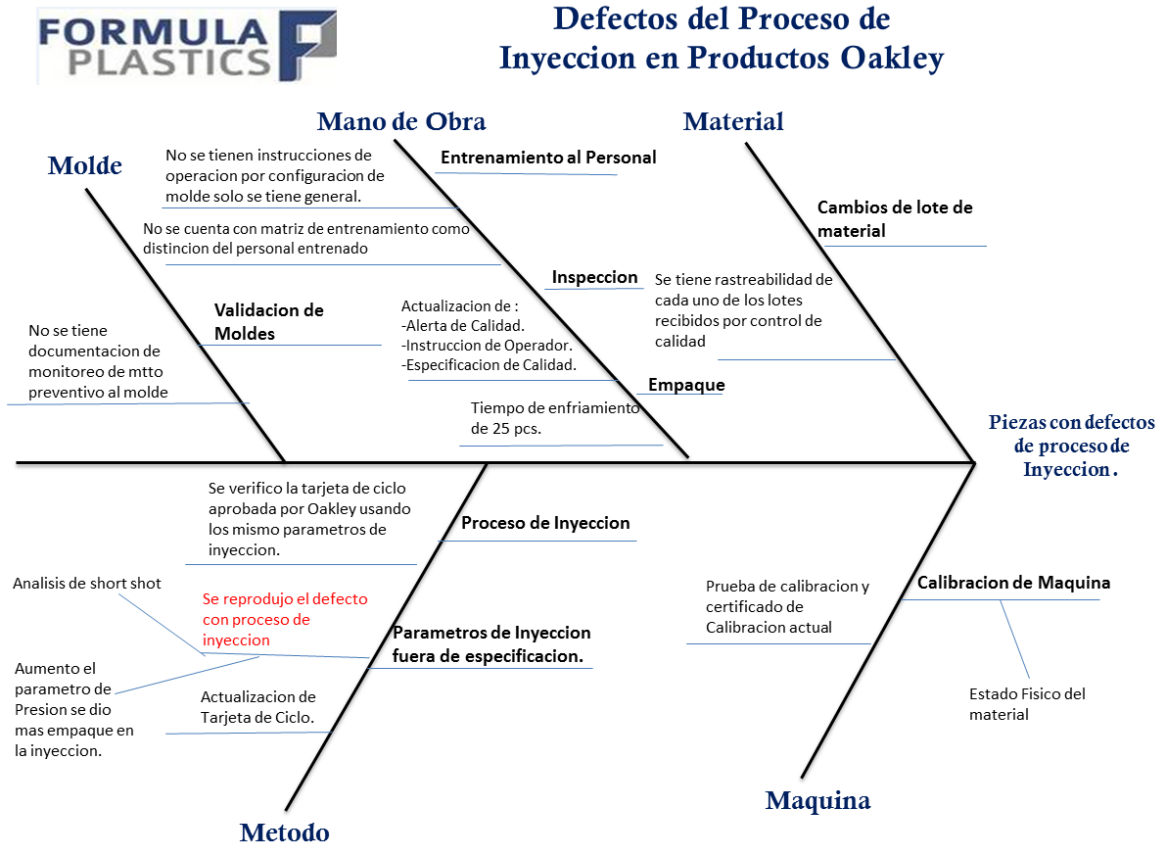 FORMULA
PLASTICS
Defectos del Proceso de
Inyeccion en Productos Oakley
Molde
Mano de Obra
Material
No se tienen instrucciones de
operacion por configuracion de
molde solo se tiene general.
Entrenamiento al Personal
No se cuenta con matriz de entrenamiento como
distincion del personal entrenado
Cambios de lote de
material
Inspeccion
Validacion de
Moldes
Actualizacion de :
-Alerta de Calidad.
-Instruccion de Operador.
-Especificacion de Calidad.
Se tiene rastreabilidad de
cada uno de los lotes
recibidos por control de
calidad
No se tiene
documentacion de
monitoreo de mtto
preventivo al molde
Empaque
Tiempo de enfriamiento
de 25 pcs.
Piezas con defectos
de proceso de
Inyeccion .
Se verifico la tarjeta de ciclo
aprobada por Oakley usando
los mismo parametros de
inyeccion.
Proceso de Inyeccion
Analisis de short shot
Se reprodujo el defecto
con proceso de
inyeccion
Parametros de Inyeccion
fuera de especificacion.
Aumento el
parametro de
Presion se dio
mas empaque en
la inyeccion.
Actualizacion de
Tarjeta de Ciclo.
Prueba de calibracion y
certificado de
Calibracion actual
Calibracion de Maquina
Estado Fisico del
material
Metodo
Maquina